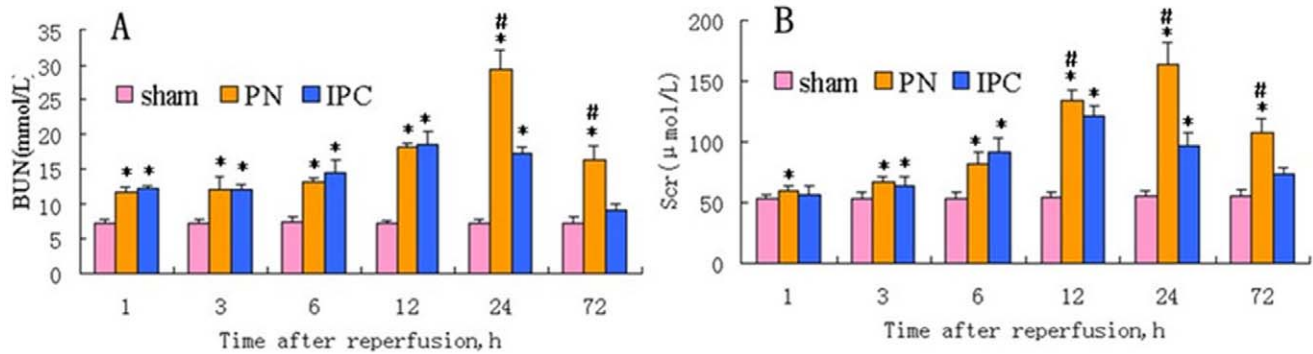 A
BUN(mmol/L)
35
30
25
20
15
10
5
0
sham PN IPC
* * * * * * * * # * * # *
1 3 6 12 24 72
Time after reperfusion,h
B
Scr(μmol/L)
200
150
100
50
0
sham PN IPC
* * * * * # * * # * * # *
1 3 6 12 24 72
Time after reperfusion,h